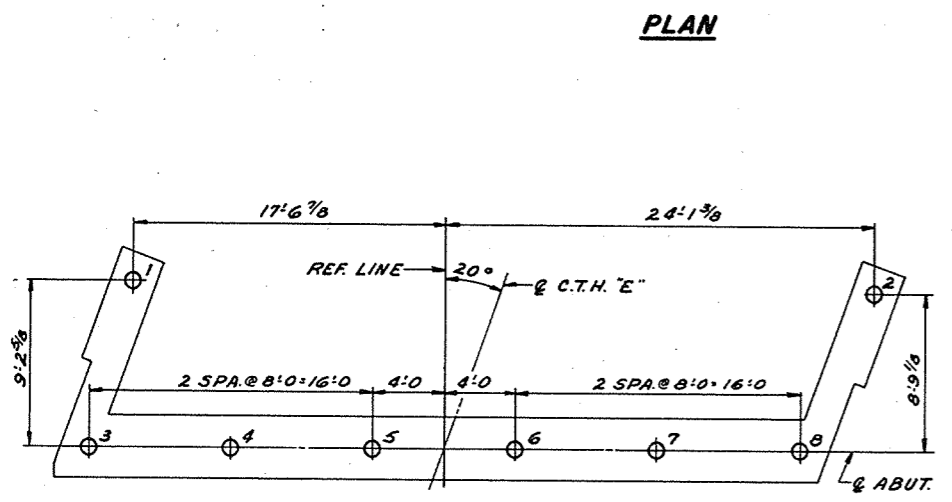 PLAN
17'-6 7/8
24'-1 3/8
1
REF. LINE
20°
℄ C.T.H. "E"
2
9'-2 5/8
8'-9 1/8
2 SPA. @ 8'-0 = 16'-0
4'-0
4'-0
2 SPA. @ 8'-0 = 16'-0
3
4
5
6
7
8
℄ ABUT.